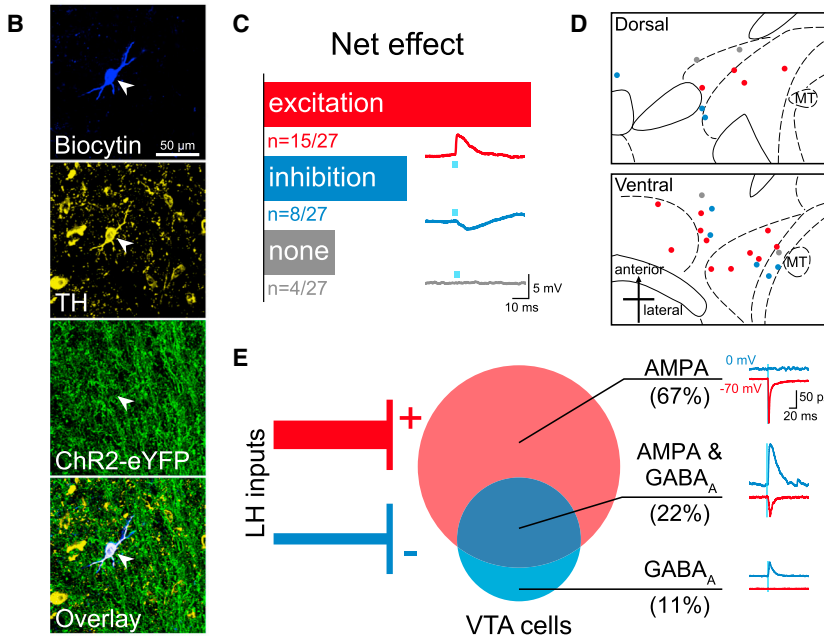 B
Biocytin
50 µm
TH
ChR2-eYFP
Overlay
C
Net effect
excitation
n=15/27
inhibition
n=8/27
none
n=4/27
5 mV
10 ms
D
Dorsal
MT
Ventral
MT
anterior
lateral
E
LH inputs
+
-
VTA cells
AMPA
(67%)
AMPA &
GABAA
(22%)
GABAA
(11%)
0 mV
-70 mV
50 p
20 ms